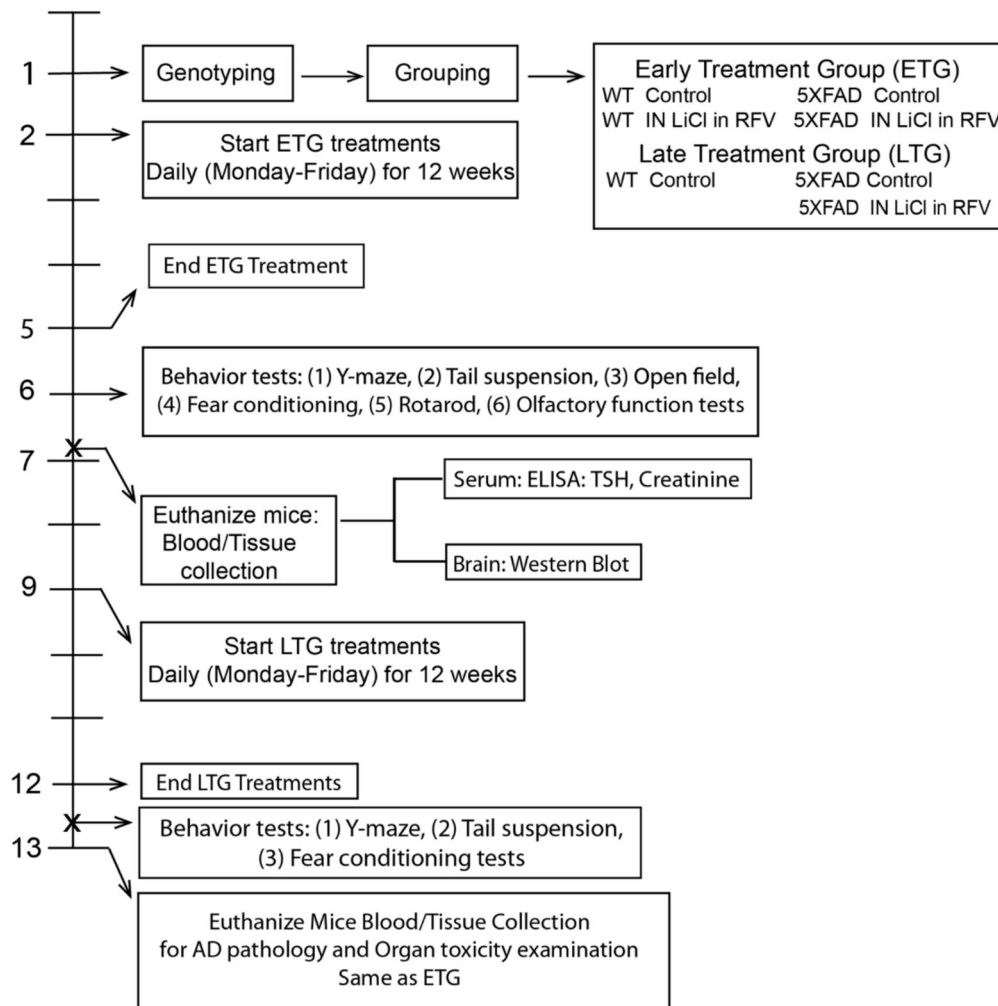 1
Genotyping
Grouping
Early Treatment Group (ETG)
WT Control 5XFAD Control
WT IN LiCl in RFV 5XFAD IN LiCl in RFV
Late Treatment Group (LTG)
WT Control 5XFAD Control
5XFAD IN LiCl in RFV
2
Start ETG treatments
Daily (Monday-Friday) for 12 weeks
End ETG Treatment
5
6
Behavior tests: (1) Y-maze, (2) Tail suspension, (3) Open field,
(4) Fear conditioning, (5) Rotarod, (6) Olfactory function tests
X
7
Euthanize mice:
Blood/Tissue
collection
Serum: ELISA: TSH, Creatinine
Brain: Western Blot
9
Start LTG treatments
Daily (Monday-Friday) for 12 weeks
12
End LTG Treatments
X
Behavior tests: (1) Y-maze, (2) Tail suspension,
(3) Fear conditioning tests
13
Euthanize Mice Blood/Tissue Collection
for AD pathology and Organ toxicity examination
Same as ETG